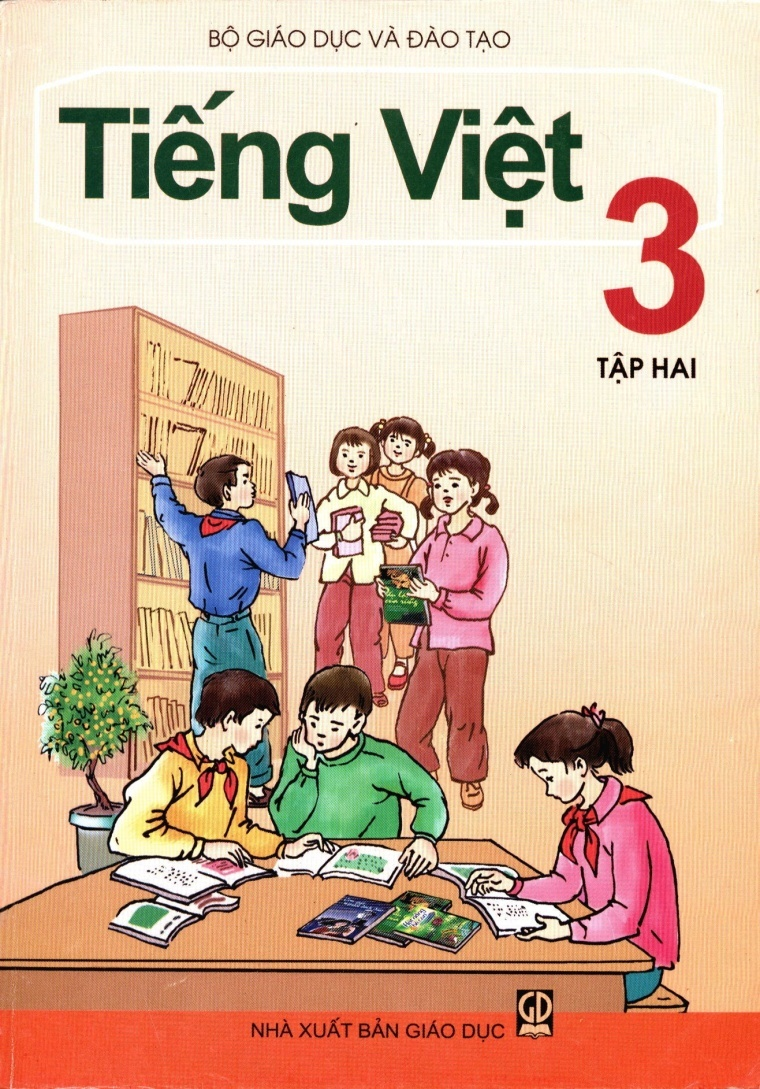 BỘ GIÁO DỤC VÀ ĐÀO TẠO
Tiếng Việt
3
TẬP HAI
GD
NHÀ XUẤT BẢN GIÁO DỤC